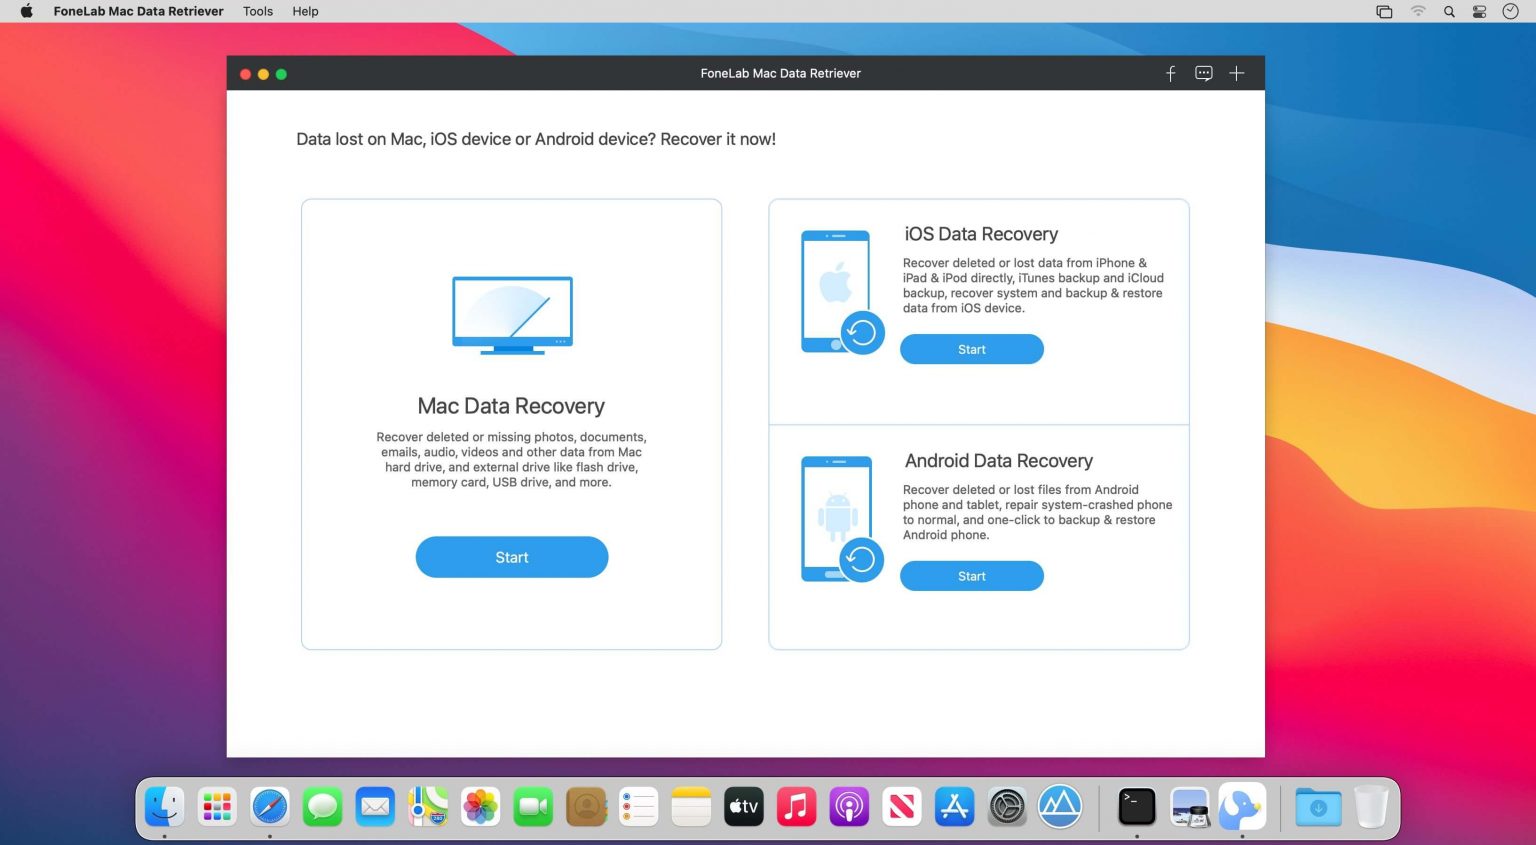 FoneLab Mac Data Retriever Tools Help
FoneLab Mac Data Retriever
Data lost on Mac, iOS device or Android device? Recover it now!
Mac Data Recovery
Recover deleted or missing photos, documents,
emails, audio, videos and other data from Mac
hard drive, and external drive like flash drive,
memory card, USB drive, and more.
Start
iOS Data Recovery
Recover deleted or lost data from iPhone &
iPad & iPod directly, iTunes backup and iCloud
backup, recover system and backup & restore
data from iOS device.
Start
Android Data Recovery
Recover deleted or lost files from Android
phone and tablet, repair system-crashed phone
to normal, and one-click to backup & restore
Android phone.
Start
tv